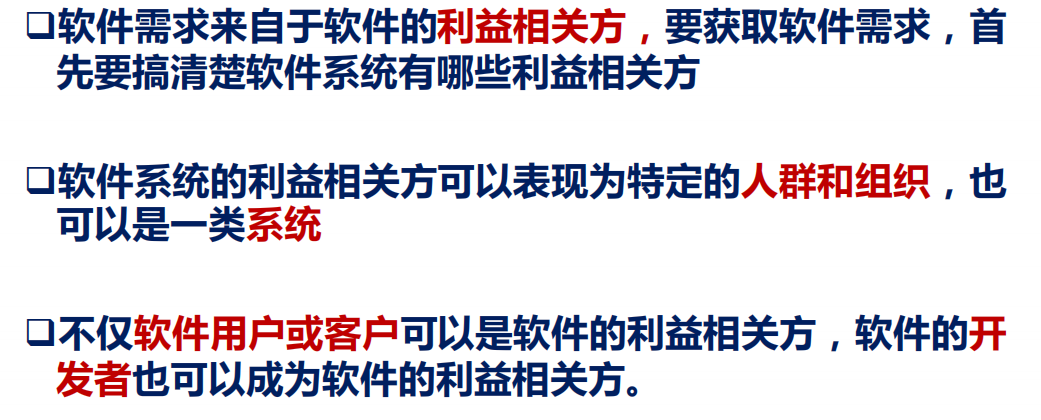 ❑软件需求来自于软件的利益相关方，要获取软件需求，首
先要搞清楚软件系统有哪些利益相关方
❑软件系统的利益相关方可以表现为特定的人群和组织，也
可以是一类系统
❑不仅软件用户或客户可以是软件的利益相关方，软件的开
发者也可以成为软件的利益相关方。